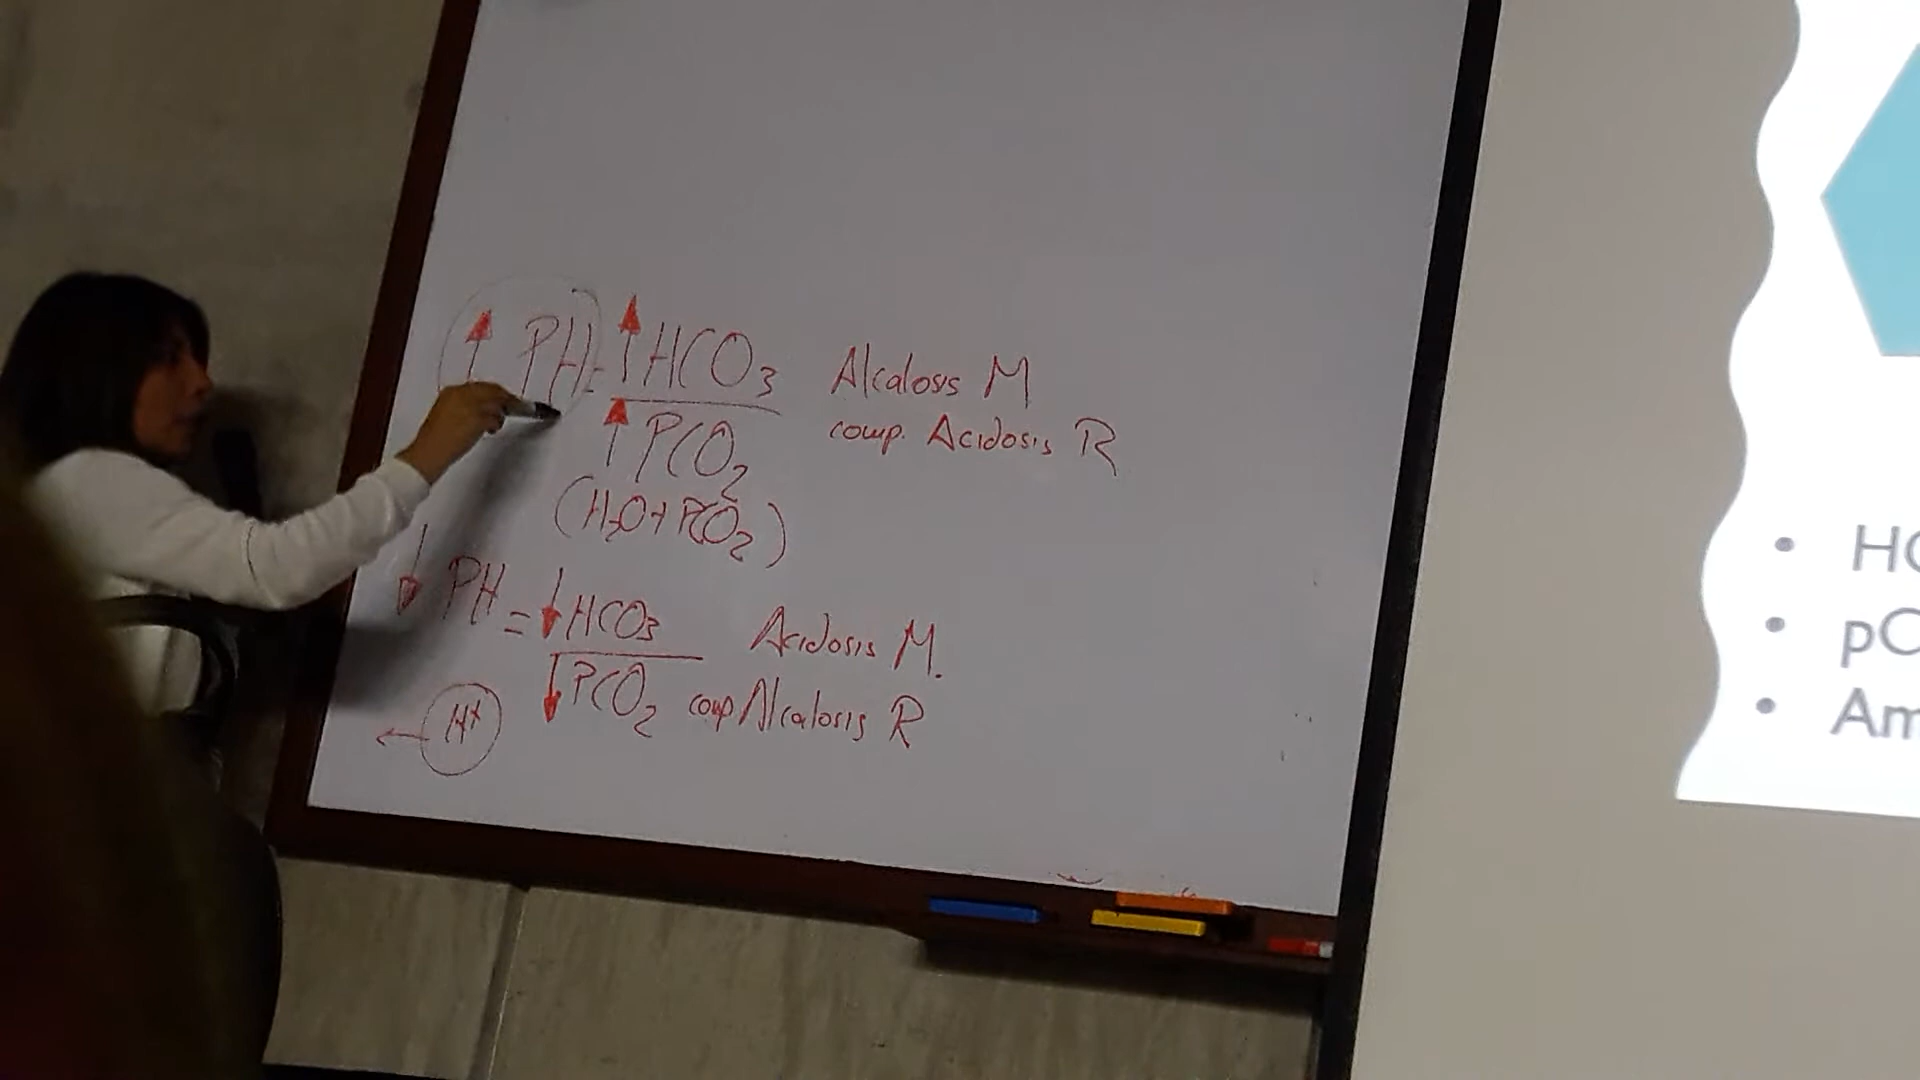 ↑ PH = ↑ HCO3 Alcalosis M
↑ PCO2 comp. Acidosis R
(H2O + PCO2)
↓ PH = ↓ HCO3 Acidosis M.
↓ PCO2 comp Alcalosis R
← H+
• HC
• pC
• Am